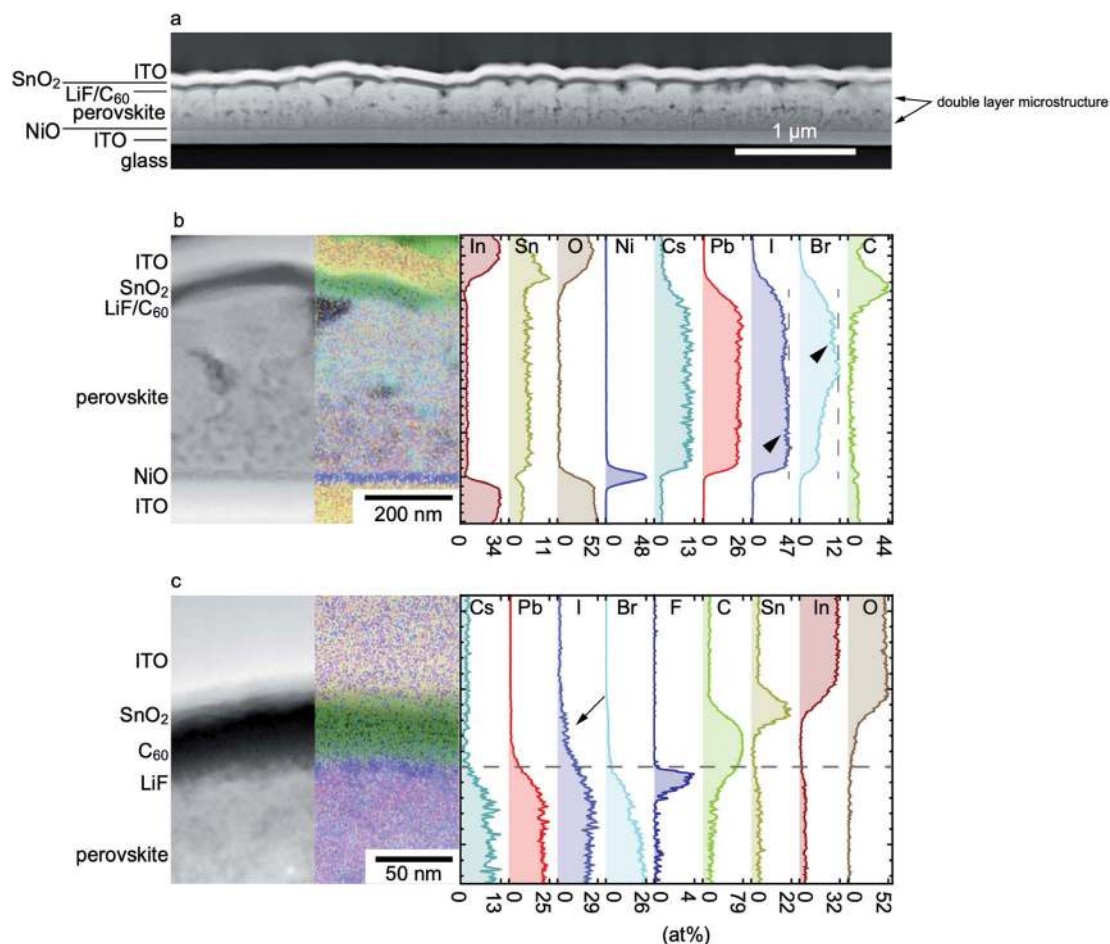 a
ITO
SnO₂
LiF/C₆₀
perovskite
NiO
ITO
glass
double layer microstructure
1 µm
b
ITO
SnO₂
LiF/C₆₀
perovskite
NiO
ITO
200 nm
In Sn O Ni Cs Pb I Br C
0 34 0 11 0 52 0 48 0 13 0 26 0 47 0 12 0 44
c
ITO
SnO₂
C₆₀
LiF
perovskite
50 nm
Cs Pb I Br F C Sn In O
0 13 0 25 0 29 0 26 0 4 0 79 0 22 0 32 0 52
(at%)